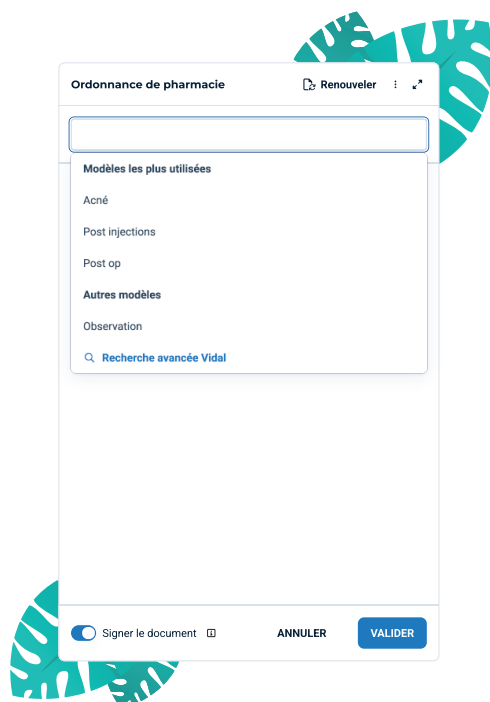 Ordonnance de pharmacie Renouveler
Modèles les plus utilisées
Acné
Post injections
Post op
Autres modèles
Observation
Recherche avancée Vidal
Signer le document ANNULER VALIDER